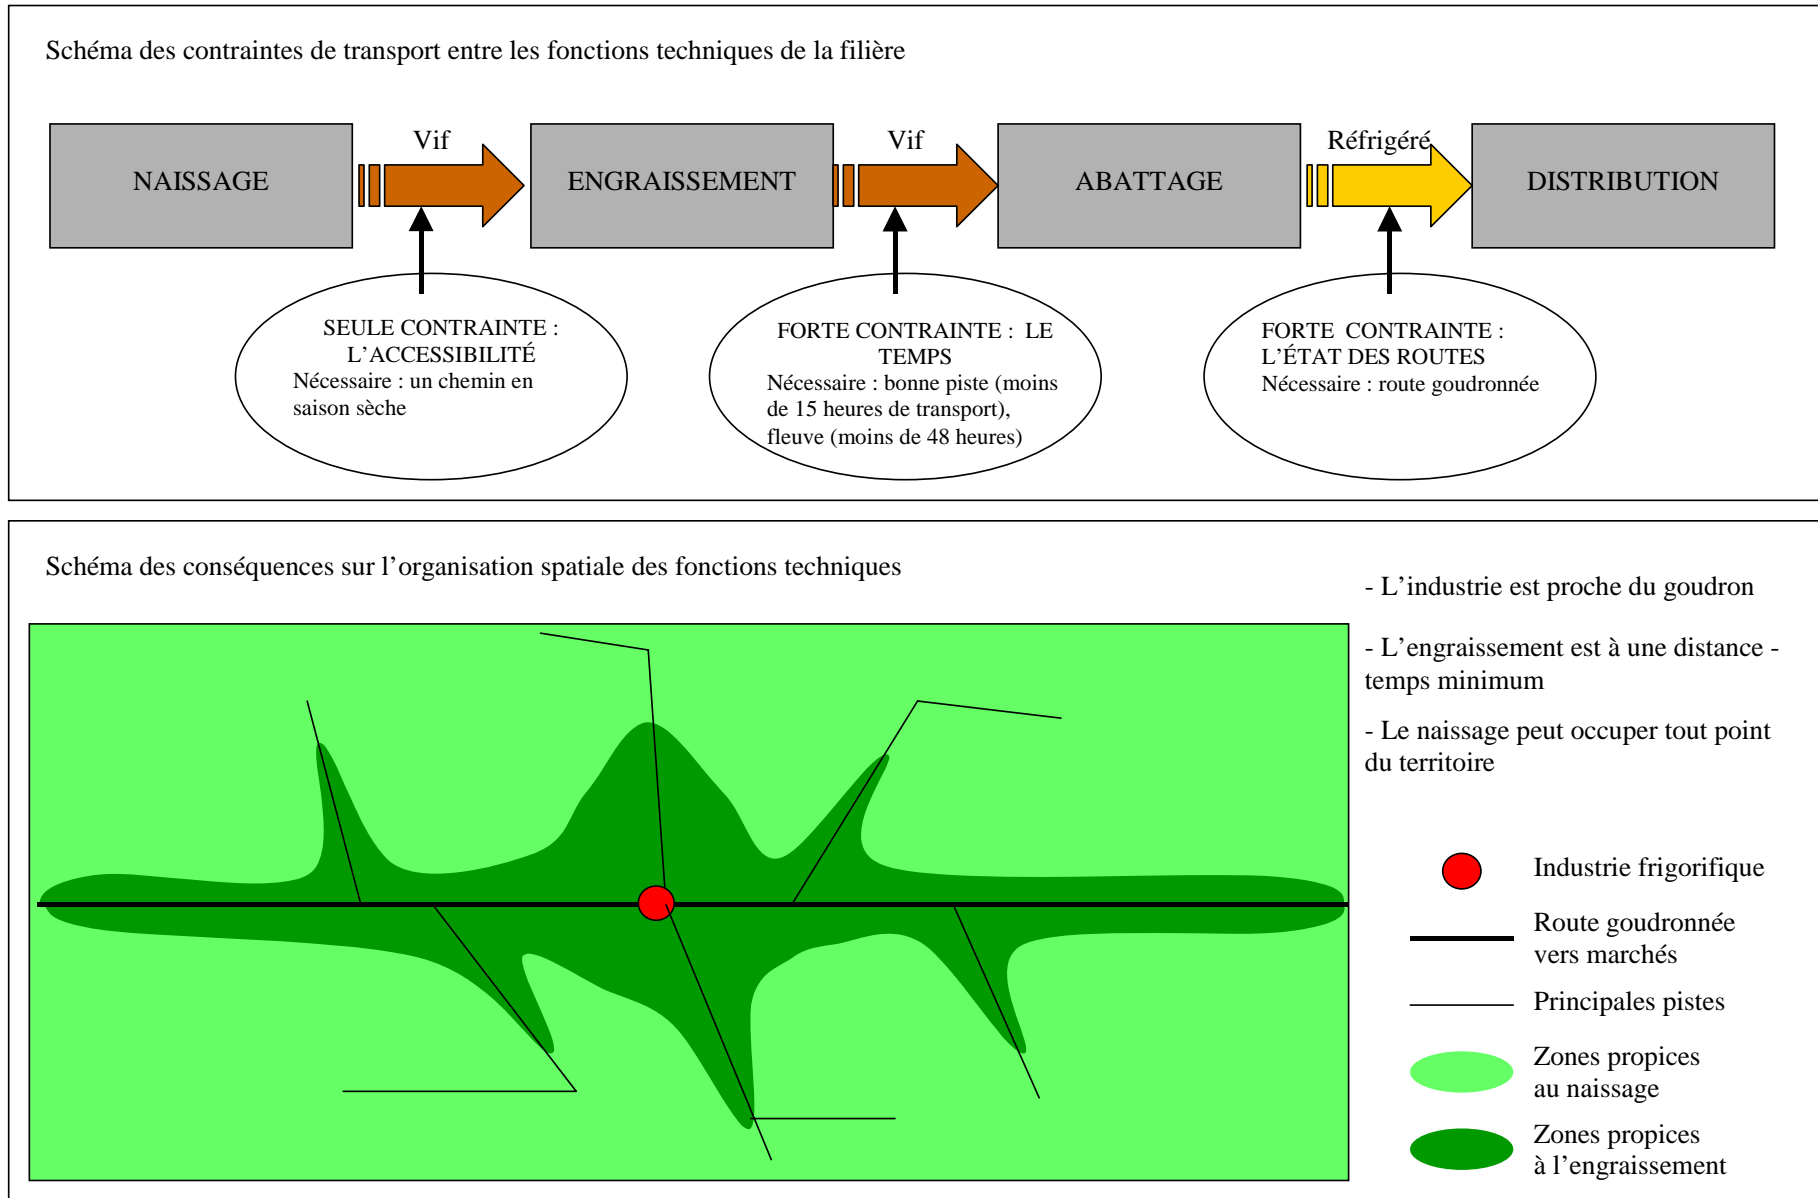 Schéma des contraintes de transport entre les fonctions techniques de la filière
NAISSAGE
Vif
ENGRAISSEMENT
Vif
ABATTAGE
Réfrigéré
DISTRIBUTION
SEULE CONTRAINTE :
L'ACCESSIBILITÉ
Nécessaire : un chemin en
saison sèche
FORTE CONTRAINTE : LE
TEMPS
Nécessaire : bonne piste (moins
de 15 heures de transport),
fleuve (moins de 48 heures)
FORTE CONTRAINTE :
L'ÉTAT DES ROUTES
Nécessaire : route goudronnée
Schéma des conséquences sur l'organisation spatiale des fonctions techniques
- L'industrie est proche du goudron
- L'engraissement est à une distance -
temps minimum
- Le naissage peut occuper tout point
du territoire
Industrie frigorifique
Route goudronnée
vers marchés
Principales pistes
Zones propices
au naissage
Zones propices
à l'engraissement